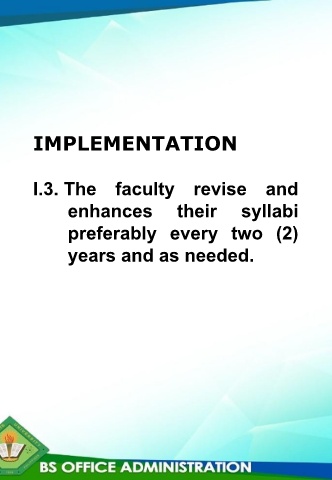 IMPLEMENTATION
I.3. The faculty revise and
enhances their syllabi
preferably every two (2)
years and as needed.
BS OFFICE ADMINISTRATION